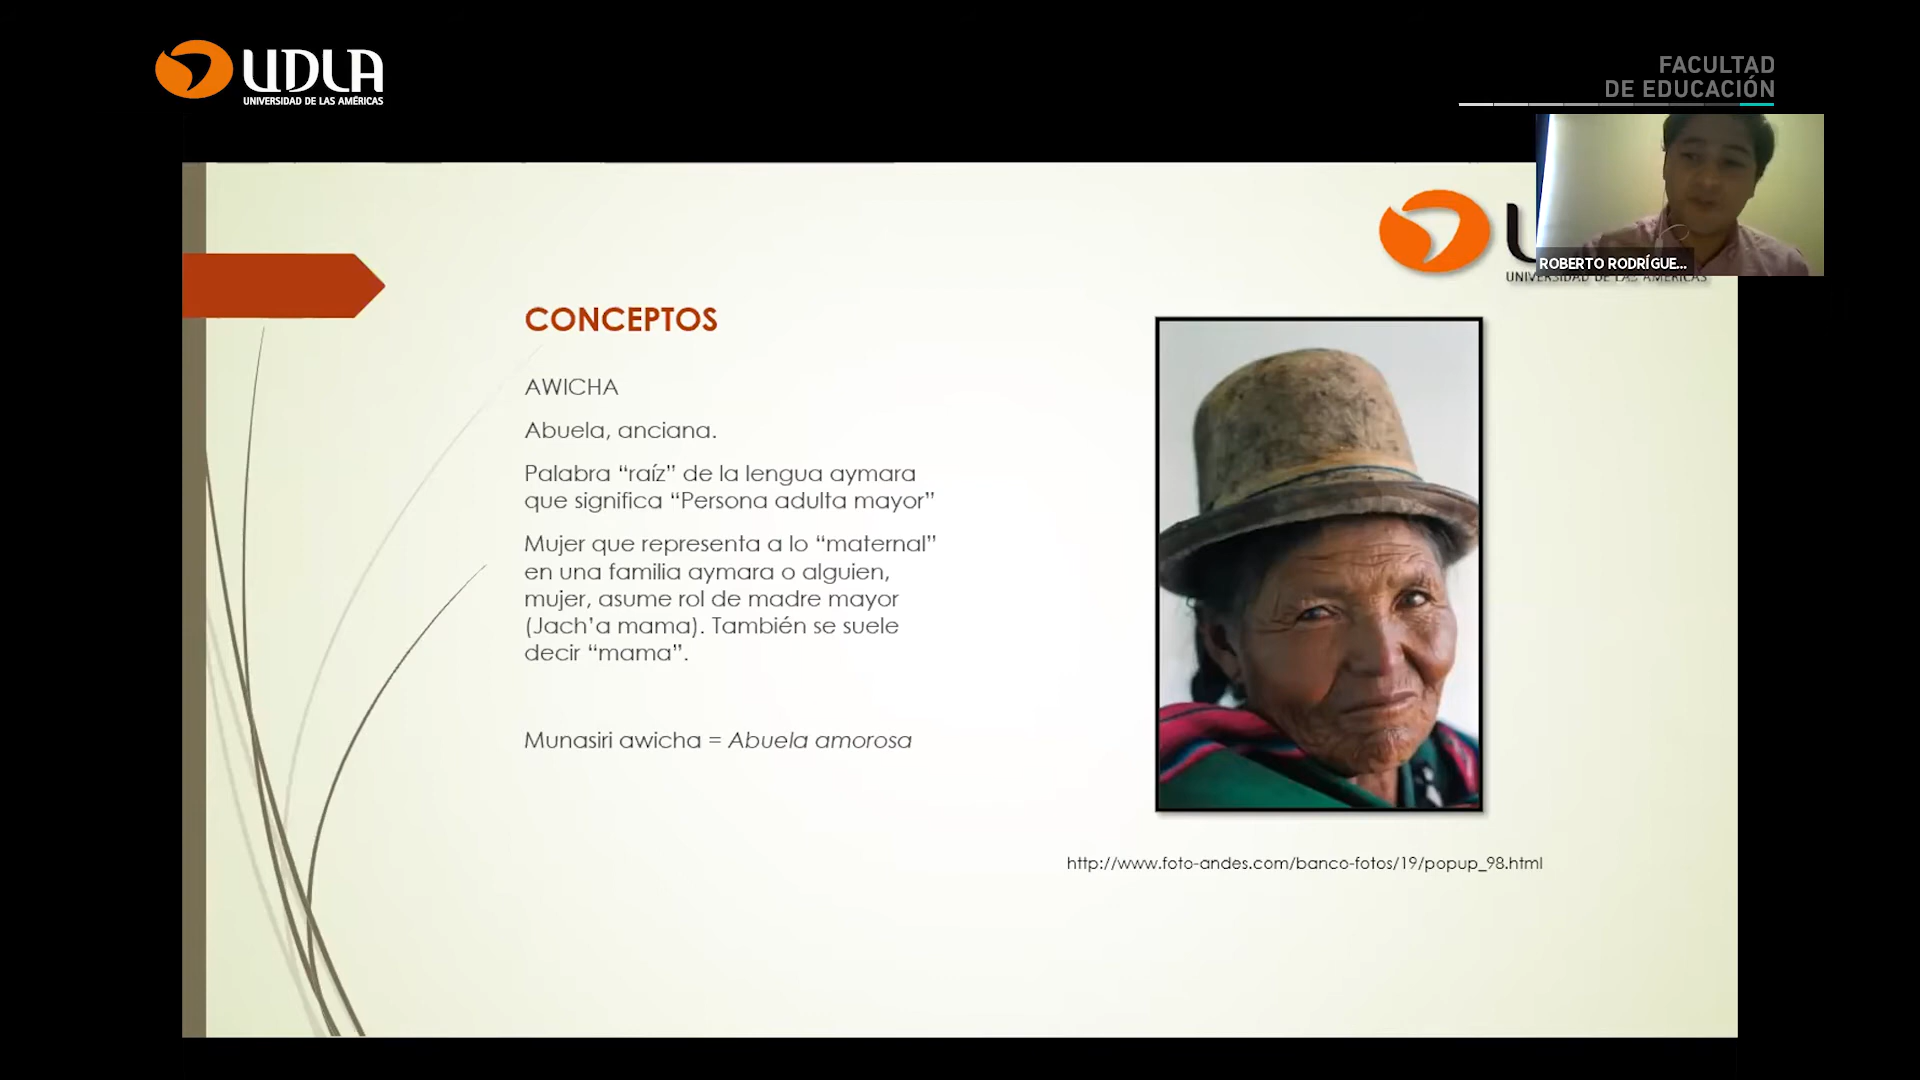 UDLA
UNIVERSIDAD DE LAS AMÉRICAS
FACULTAD
DE EDUCACIÓN
ROBERTO RODRÍGUE...
UNIVERSIDAD DE LAS AMÉRICAS
CONCEPTOS
AWICHA
Abuela, anciana.
Palabra “raíz” de la lengua aymara
que significa “Persona adulta mayor”
Mujer que representa a lo “maternal”
en una familia aymara o alguien,
mujer, asume rol de madre mayor
(Jach’a mama). También se suele
decir “mama”.
Munasiri awicha = Abuela amorosa
http://www.foto-andes.com/banco-fotos/19/popup_98.html